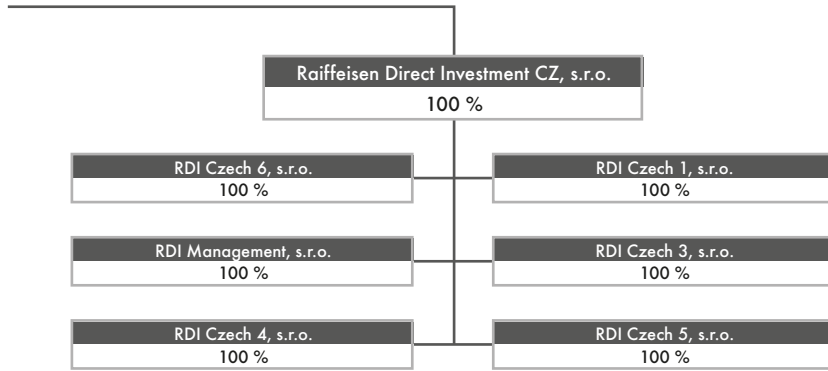 Raiffeisen Direct Investment CZ, s.r.o.
100 %
RDI Czech 6, s.r.o.
100 %
RDI Czech 1, s.r.o.
100 %
RDI Management, s.r.o.
100 %
RDI Czech 3, s.r.o.
100 %
RDI Czech 4, s.r.o.
100 %
RDI Czech 5, s.r.o.
100 %